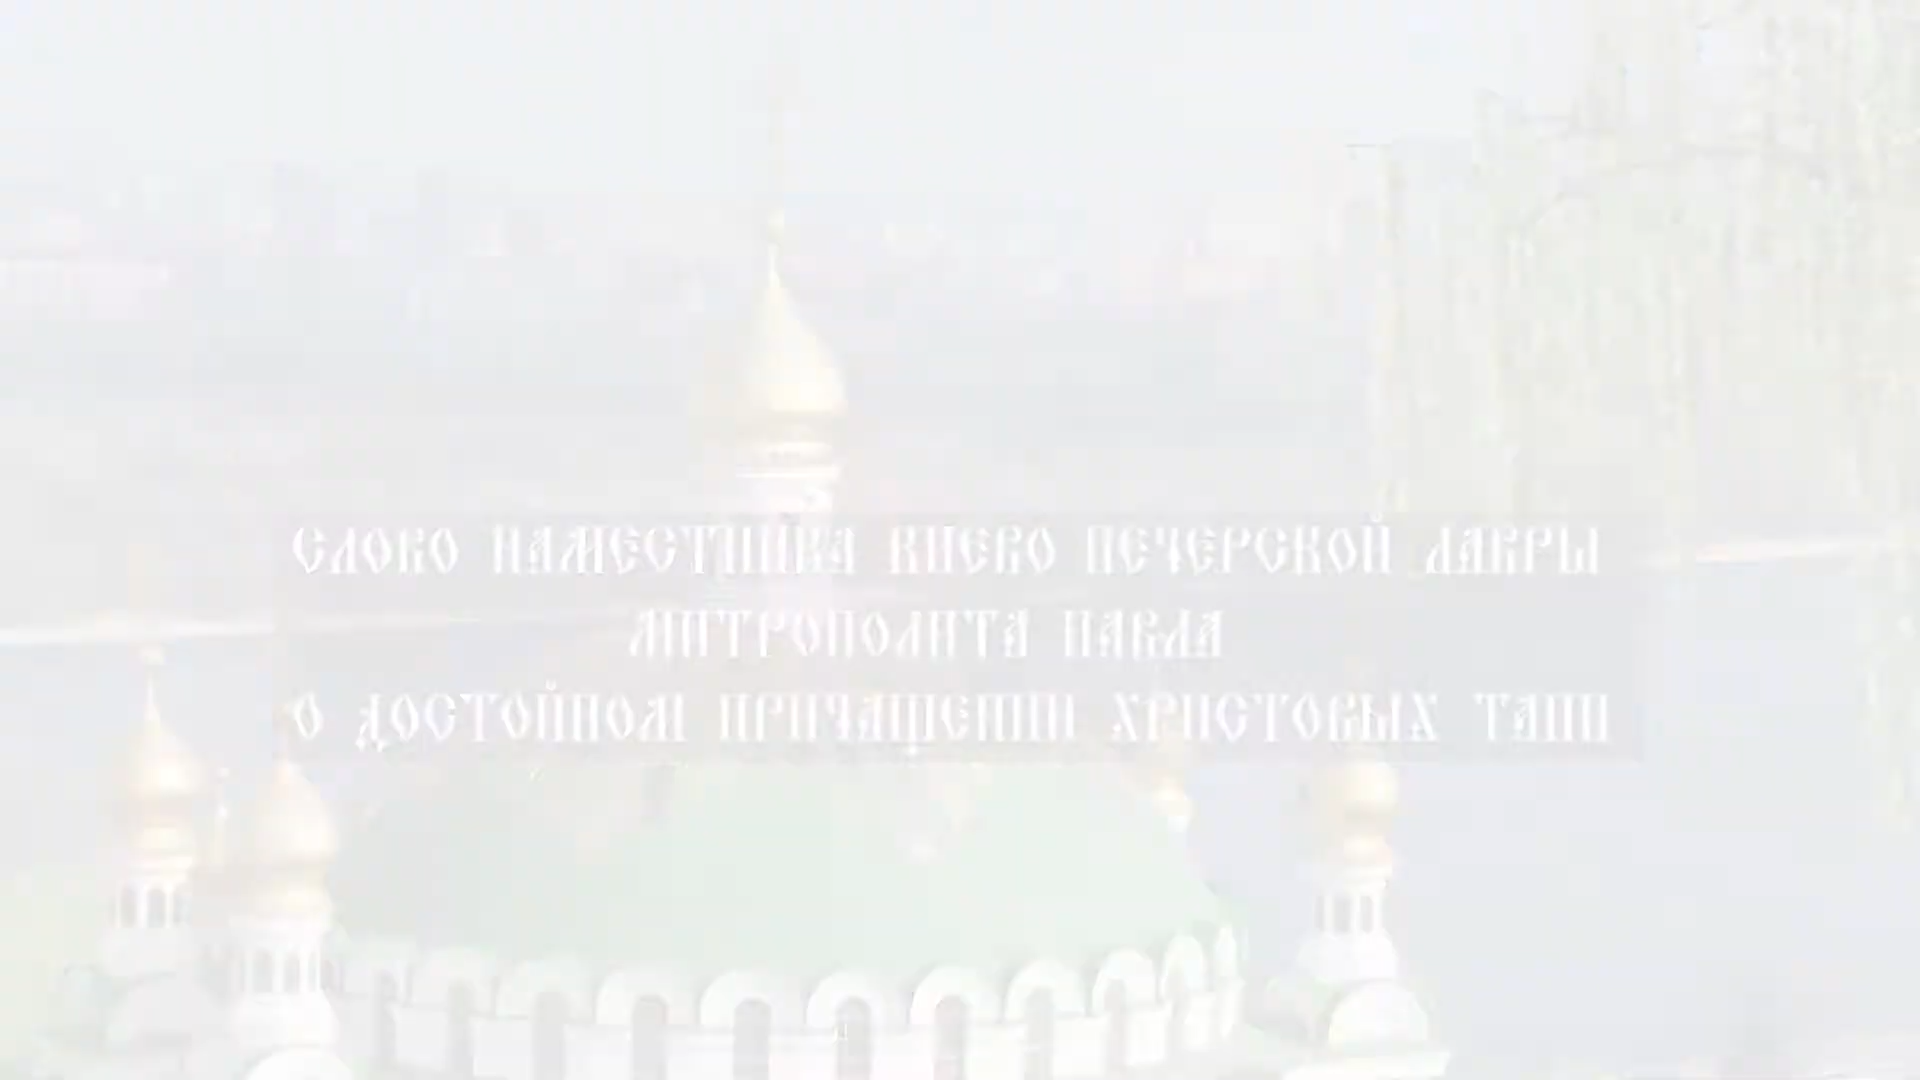 СЛОВО НАМЕСТНИКА КИЕВО ПЕЧЕРСКОЙ ЛАВРЫ
МИТРОПОЛИТА ПАВЛА
О ДОСТОЙНОМ ПРИЧАЩЕНИИ ХРИСТОВЫХ ТАИН